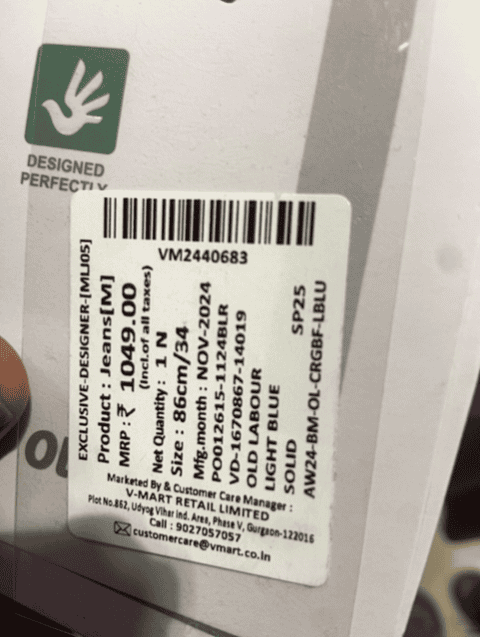 DESIGNED
PERFECTLY
VM2440683
EXCLUSIVE-DESIGNER-[MLJ05]
Product : Jeans[M]
MRP : ₹ 1049.00
(Incl.of all taxes)
Net Quantity : 1 N
Size : 86cm/34
Mfg.month : NOV-2024
PO012615-1124BLR
VD-1670867-14019
OLD LABOUR
LIGHT BLUE
SOLID SP25
AW24-BM-OL-CRGBF-LBLU
Marketed By & Customer Care Manager :
V-MART RETAIL LIMITED
Plot No.862, Udyog Vihar Ind. Area, Phase V, Gurgaon-122016
Call : 9027057057
customercare@vmart.co.in